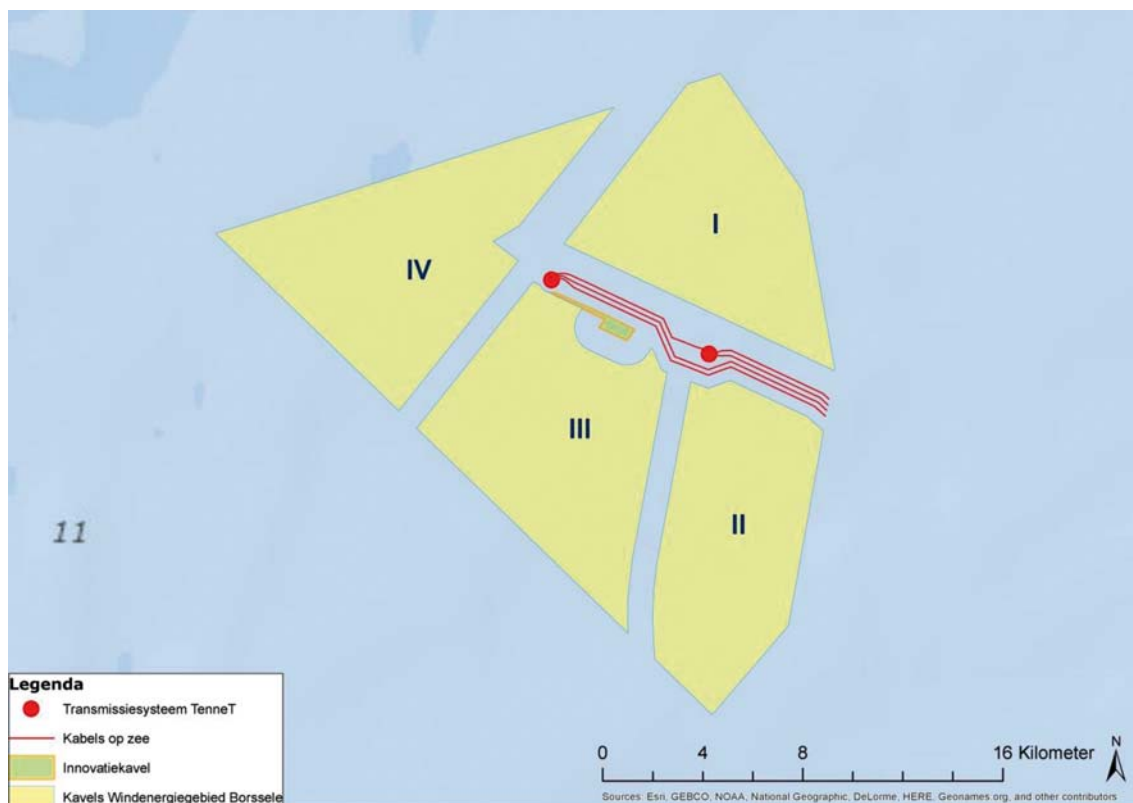 I
IV
III
II
11
Legenda
Transmissiesysteem TenneT
Kabels op zee
Innovatiekavel
Kavels Windenergiegebied Borssele
N
0 4 8 16 Kilometer
Sources: Esri, GEBCO, NOAA, National Geographic, DeLorme, HERE, Geonames.org, and other contributors